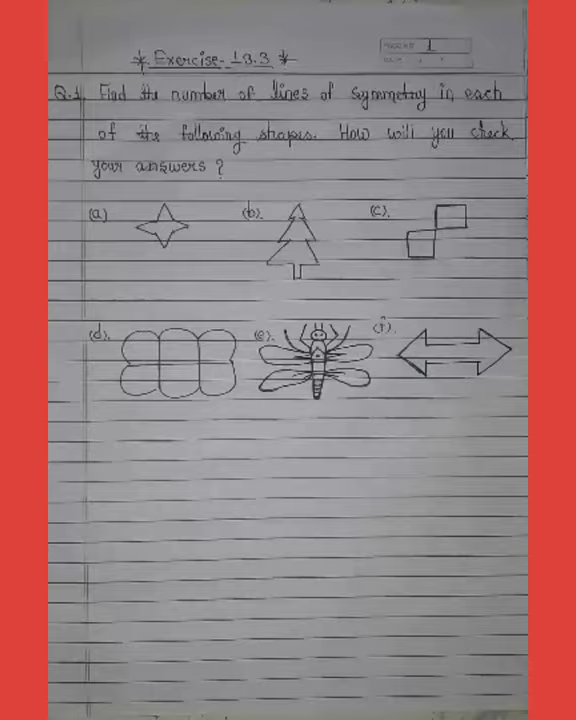 * Exercise-13.3 *
1
Q.1. Find the number of lines of symmetry in each
of the following shapes. How will you check
your answers ?
(a) (b). (c).
(d). (e). (f).